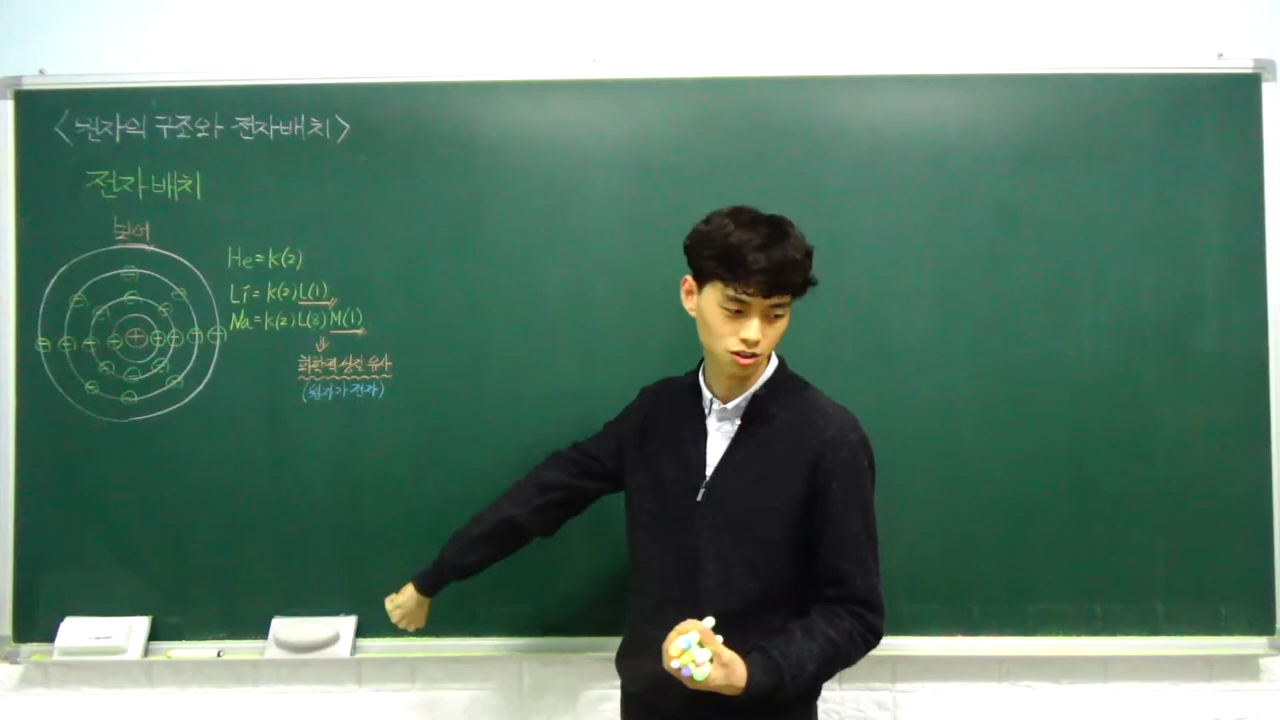 <원자의 구조와 전자배치>
전자배치
보어
He=K(2)
Li=K(2)L(1)
Na=K(2)L(8)M(1)
화학적 성질 유사
(원자가 전자)